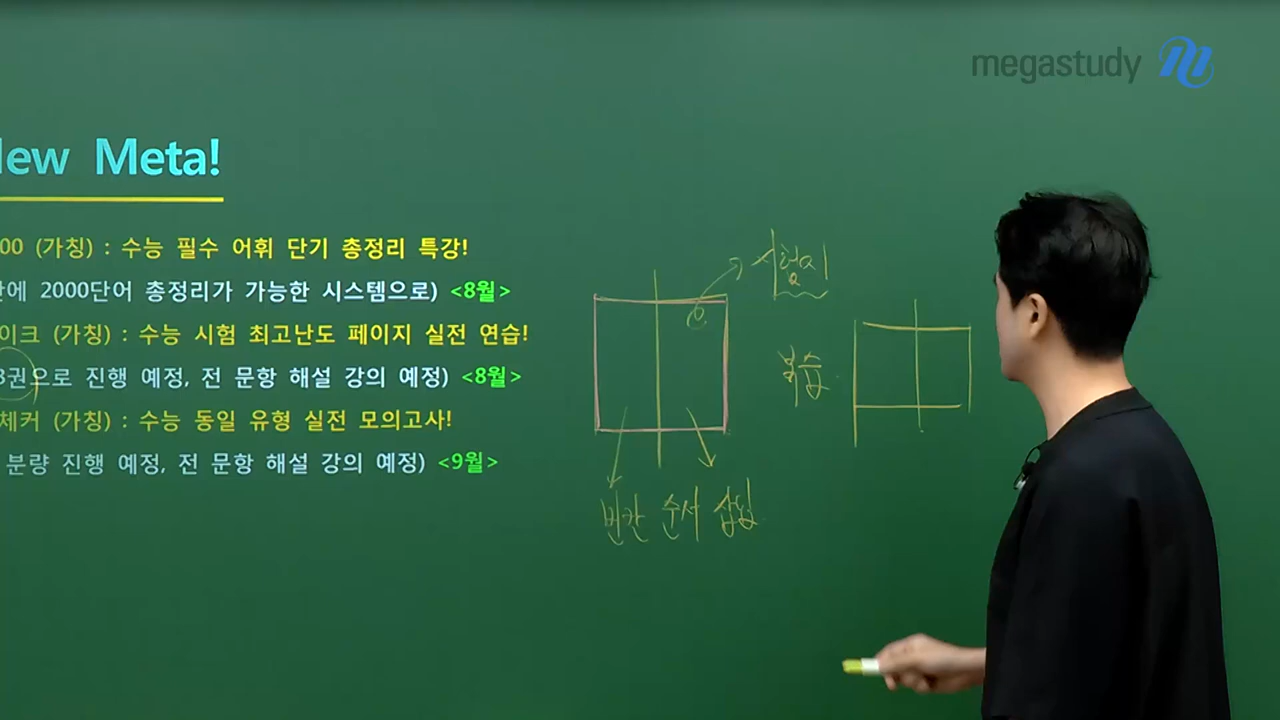 megastudy
New Meta!
00 (가칭) : 수능 필수 어휘 단기 총정리 특강!
안에 2000단어 총정리가 가능한 시스템으로) <8월>
이크 (가칭) : 수능 시험 최고난도 페이지 실전 연습!
3권으로 진행 예정, 전 문항 해설 강의 예정) <8월>
체커 (가칭) : 수능 동일 유형 실전 모의고사!
분량 진행 예정, 전 문항 해설 강의 예정) <9월>
시험지
복습
빈칸 순서 삽입